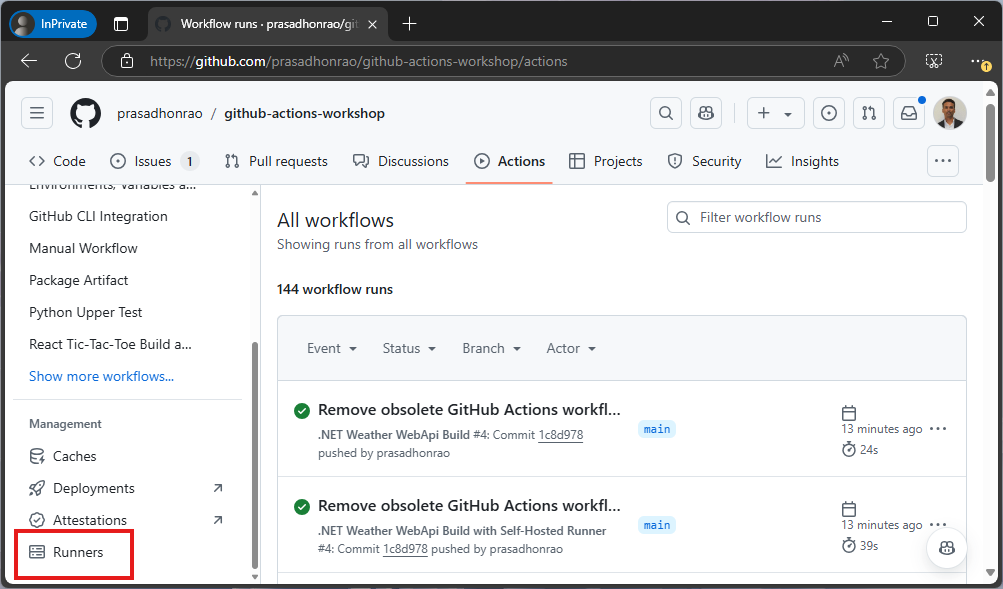 InPrivate
Workflow runs · prasadhonrao/git
https://github.com/prasadhonrao/github-actions-workshop/actions
prasadhonrao / github-actions-workshop
Code
Issues 1
Pull requests
Discussions
Actions
Projects
Security
Insights
Environments, Variables a...
GitHub CLI Integration
Manual Workflow
Package Artifact
Python Upper Test
React Tic-Tac-Toe Build a...
Show more workflows...
Management
Caches
Deployments
Attestations
Runners
All workflows
Showing runs from all workflows
Filter workflow runs
144 workflow runs
Event
Status
Branch
Actor
Remove obsolete GitHub Actions workfl...
.NET Weather WebApi Build #4: Commit 1c8d978
pushed by prasadhonrao
main
13 minutes ago
24s
Remove obsolete GitHub Actions workfl...
.NET Weather WebApi Build with Self-Hosted Runner
#4: Commit 1c8d978 pushed by prasadhonrao
main
13 minutes ago
39s